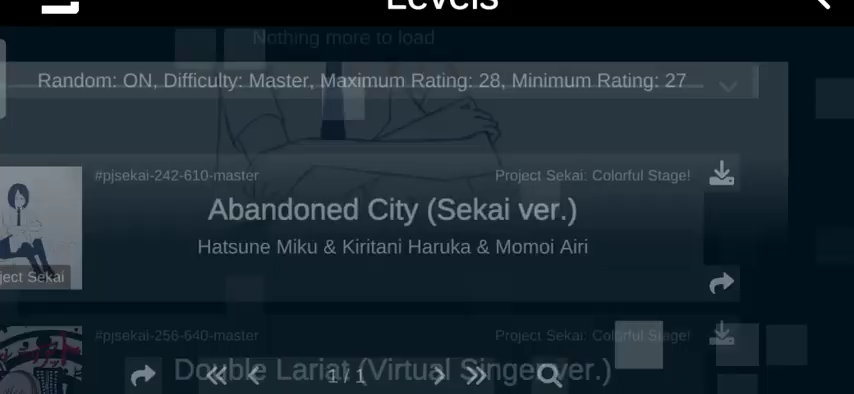 Levels
Nothing more to load
Random: ON, Difficulty: Master, Maximum Rating: 28, Minimum Rating: 27
#pjsekai-242-610-master
Project Sekai: Colorful Stage!
Abandoned City (Sekai ver.)
Hatsune Miku & Kiritani Haruka & Momoi Airi
ject Sekai
#pjsekai-256-640-master
Project Sekai: Colorful Stage!
Double Lariat (Virtual Singer ver.)
1 / 1